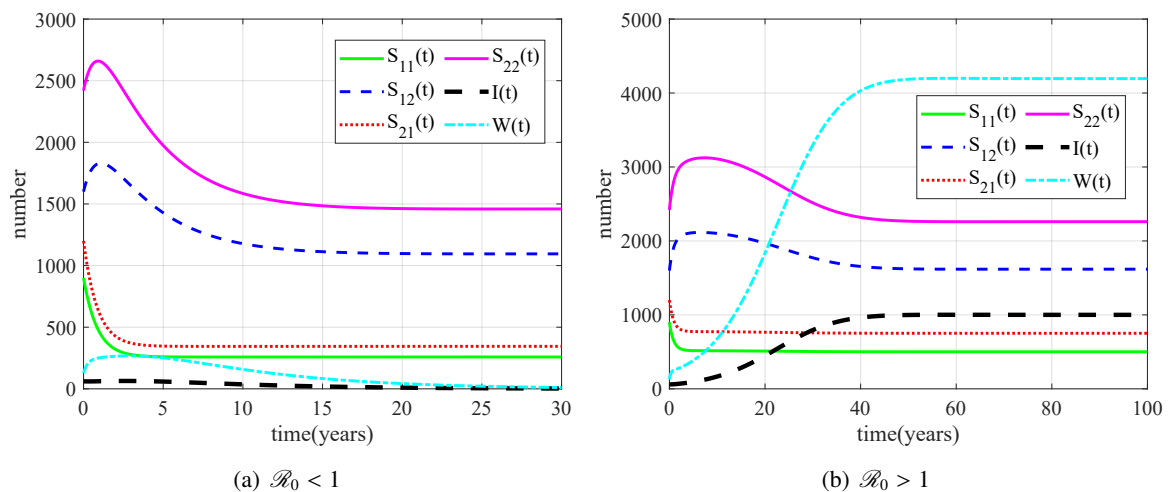 3000
2500
2000
1500
1000
500
0
number
S11(t) S22(t)
S12(t) I(t)
S21(t) W(t)
0 5 10 15 20 25 30
time(years)
(a) ℛ0 < 1
5000
4000
3000
2000
1000
0
number
S11(t) S22(t)
S12(t) I(t)
S21(t) W(t)
0 20 40 60 80 100
time(years)
(b) ℛ0 > 1